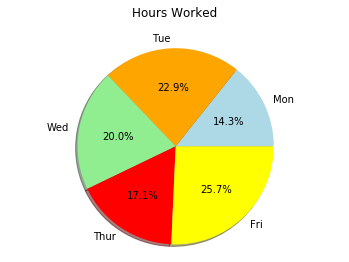 Hours Worked
Tue
22.9%
Mon
14.3%
Wed
20.0%
17.1%
25.7%
Thur
Fri